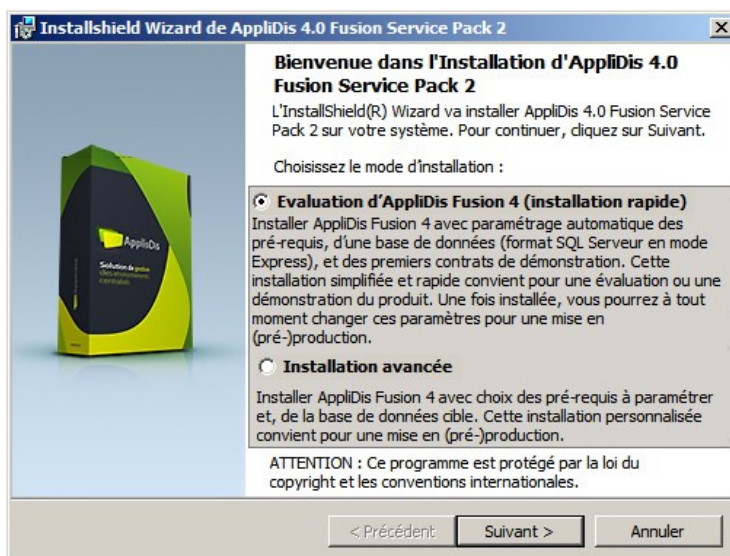 Installshield Wizard de AppliDis 4.0 Fusion Service Pack 2
Bienvenue dans l'Installation d'AppliDis 4.0
Fusion Service Pack 2
L'InstallShield(R) Wizard va installer AppliDis 4.0 Fusion Service
Pack 2 sur votre système. Pour continuer, cliquez sur Suivant.
Choisissez le mode d'installation :
Evaluation d'AppliDis Fusion 4 (installation rapide)
Installer AppliDis Fusion 4 avec paramétrage automatique des
pré-requis, d'une base de données (format SQL Serveur en mode
Express), et des premiers contrats de démonstration. Cette
installation simplifiée et rapide convient pour une évaluation ou une
démonstration du produit. Une fois installée, vous pourrez à tout
moment changer ces paramètres pour une mise en
(pré-)production.
Installation avancée
Installer AppliDis Fusion 4 avec choix des pré-requis à paramétrer
et, de la base de données cible. Cette installation personnalisée
convient pour une mise en (pré-)production.
ATTENTION : Ce programme est protégé par la loi du
copyright et les conventions internationales.
AppliDis
Solution de gestion
des environnements
centralisés
< Précédent
Suivant >
Annuler